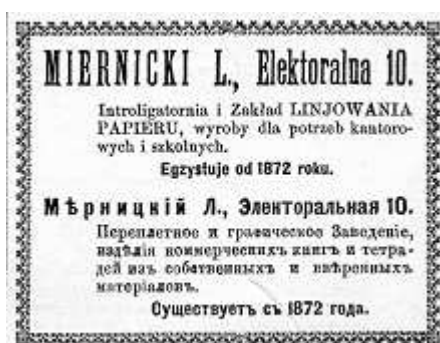 MIERNICKI L., Elektoralna 10.
Introligatornia i Zakład LINJOWANIA
PAPIERU, wyroby dla potrzeb kantoro-
wych i szkolnych.
Egzystuje od 1872 roku.
Мѣрницкій Л., Электоральная 10.
Переплетное и графическое Заведеніе,
издѣлія коммерческихъ книгъ и тетра-
дей изъ собственныхъ и ввѣренныхъ
матеріаловъ.
Существуетъ съ 1872 года.